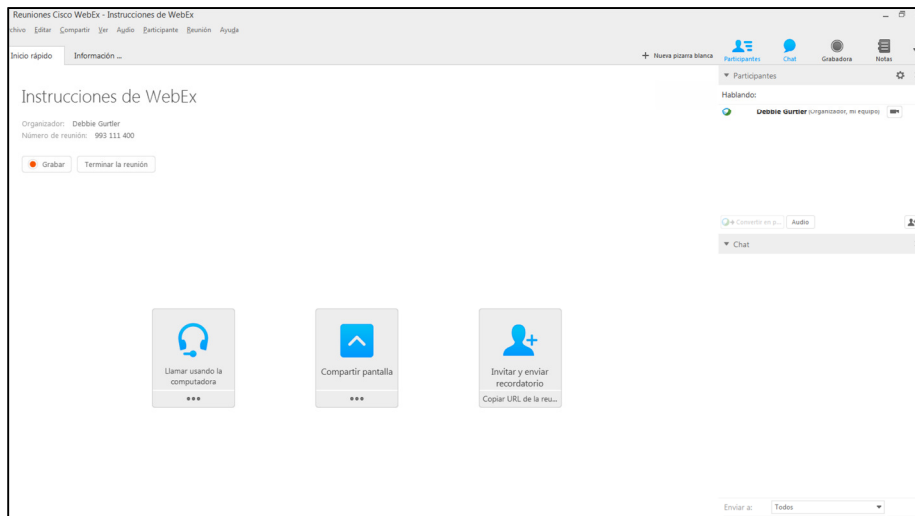 Reuniones Cisco WebEx - Instrucciones de WebEx
chivo Editar Compartir Ver Audio Participante Reunión Ayuda
Inicio rápido Información ... + Nueva pizarra blanca Participantes Chat Grabadora Notas
Participantes
Instrucciones de WebEx
Hablando:
Organizador: Debbie Gurtler
Debbie Gurtler (Organizador, mi equipo)
Número de reunión: 993 111 400
Grabar Terminar la reunión
Convertir en p... Audio
Chat
Llamar usando la
computadora
Compartir pantalla
Invitar y enviar
recordatorio
Copiar URL de la reu...
Enviar a: Todos